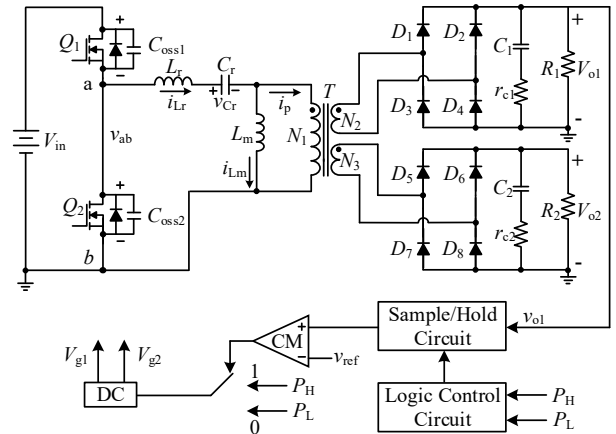 Q1
Coss1
a
Lr
Cr
iLr
vCr
ip
T
Lm
iLm
N1
N2
N3
Vin
vab
Q2
Coss2
b
D1
D2
D3
D4
C1
rc1
R1
Vo1
D5
D6
D7
D8
C2
rc2
R2
Vo2
Sample/Hold
Circuit
vo1
CM
vref
Vg1
Vg2
DC
1
PH
PL
0
Logic Control
Circuit
PH
PL